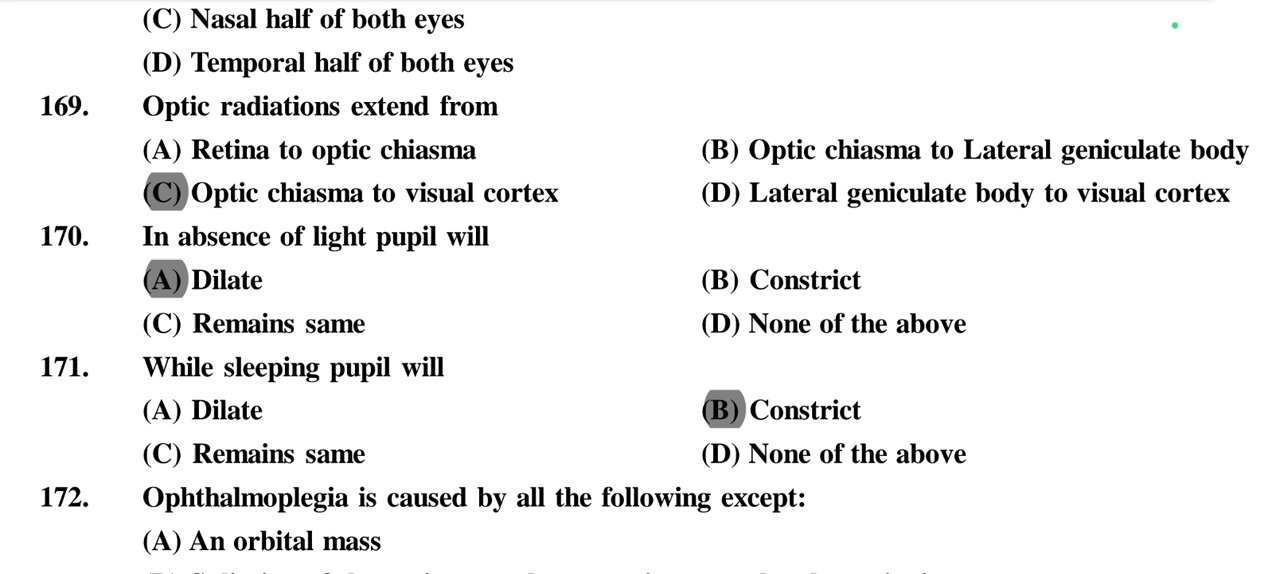 (C) Nasal half of both eyes
(D) Temporal half of both eyes
169. Optic radiations extend from
(A) Retina to optic chiasma (B) Optic chiasma to Lateral geniculate body
(C) Optic chiasma to visual cortex (D) Lateral geniculate body to visual cortex
170. In absence of light pupil will
(A) Dilate (B) Constrict
(C) Remains same (D) None of the above
171. While sleeping pupil will
(A) Dilate (B) Constrict
(C) Remains same (D) None of the above
172. Ophthalmoplegia is caused by all the following except:
(A) An orbital mass